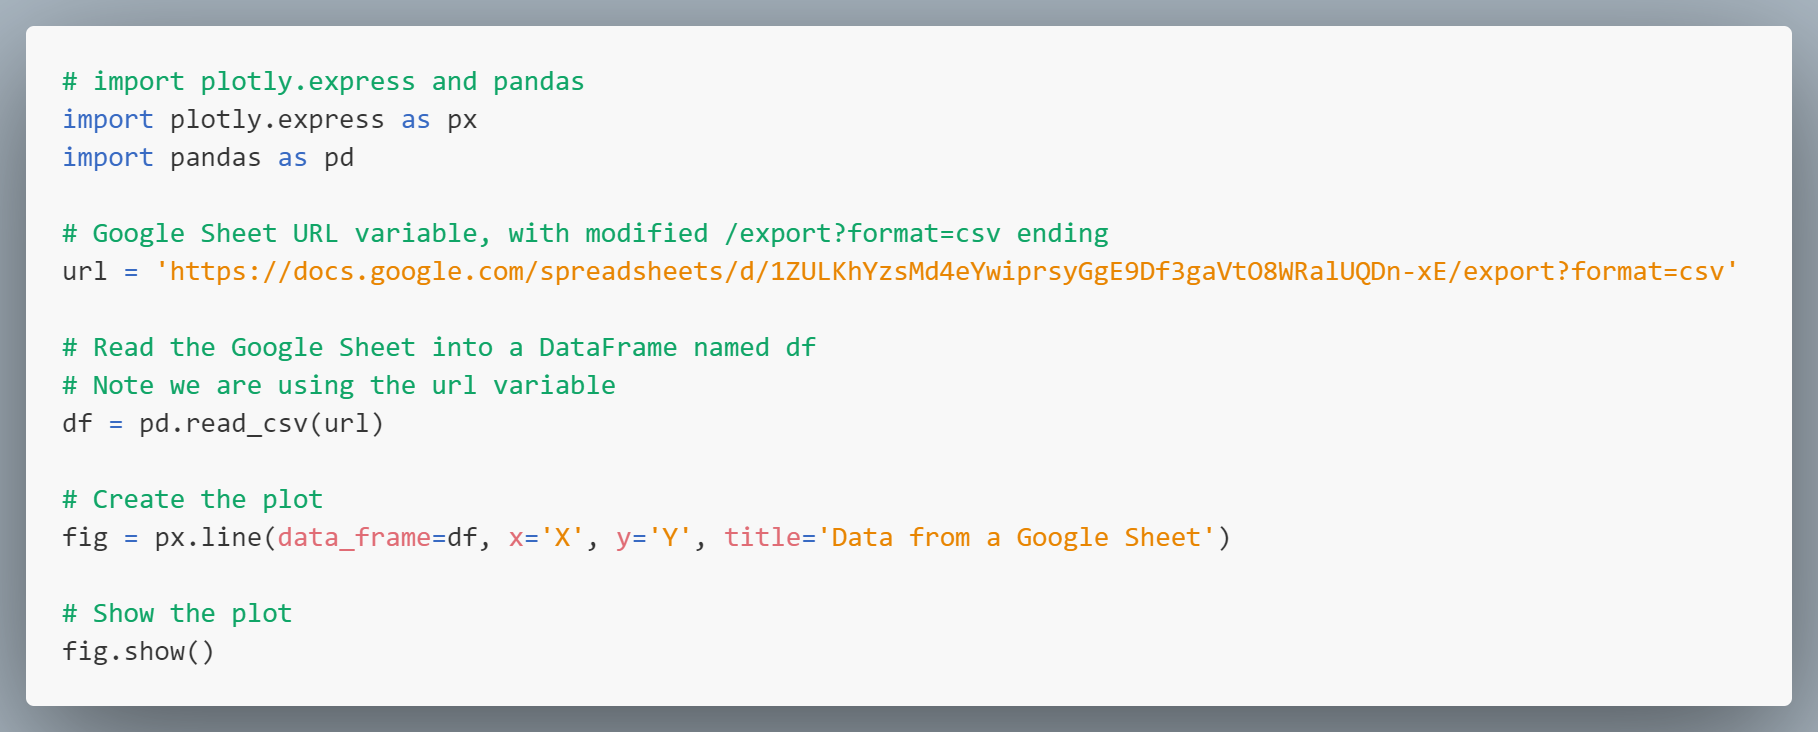 # import plotly.express and pandas
import plotly.express as px
import pandas as pd
# Google Sheet URL variable, with modified /export?format=csv ending
url = 'https://docs.google.com/spreadsheets/d/1ZULKhYzsMd4eYwiprsyGgE9Df3gaVtO8WRalUQDn-xE/export?format=csv'
# Read the Google Sheet into a DataFrame named df
# Note we are using the url variable
df = pd.read_csv(url)
# Create the plot
fig = px.line(data_frame=df, x='X', y='Y', title='Data from a Google Sheet')
# Show the plot
fig.show()